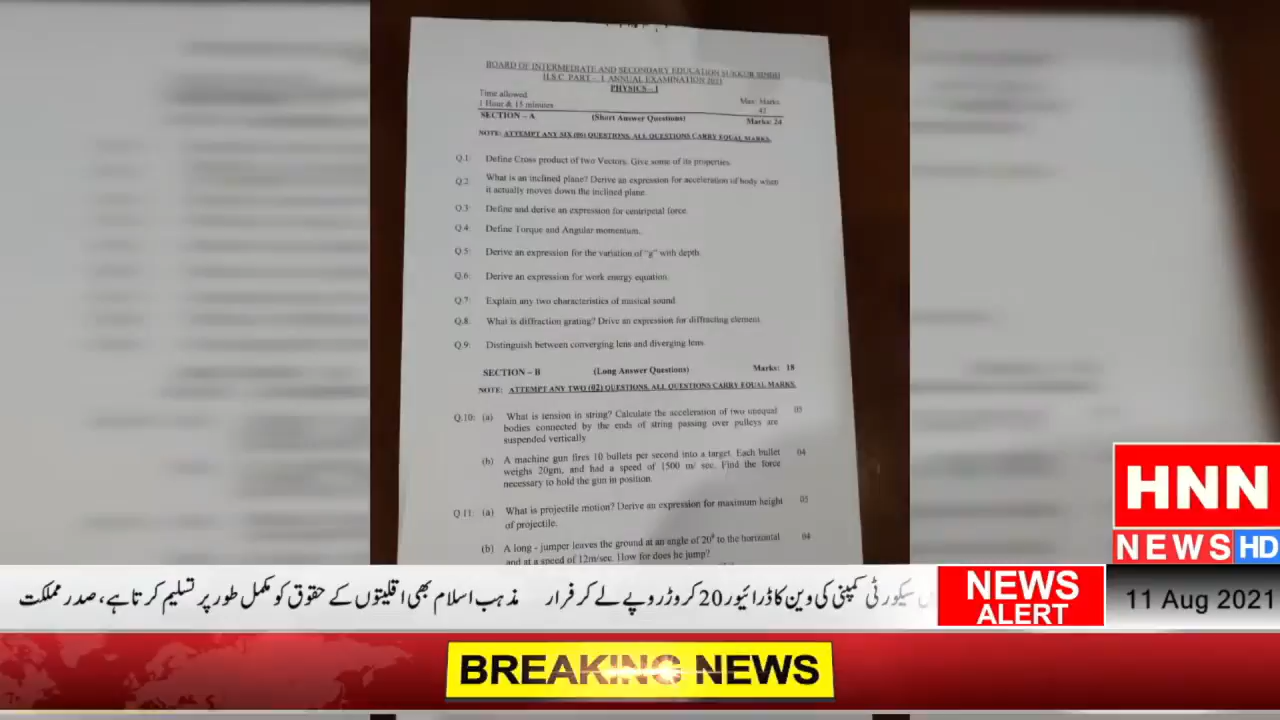 BOARD OF INTERMEDIATE AND SECONDARY EDUCATION SUKKUR SINDH
H.S.C. PART – I ANNUAL EXAMINATION 2021
PHYSICS – I
Time allowed
1 Hour & 15 minutes
Max: Marks.
SECTION – A (Short Answer Questions) Marks: 24
NOTE: ATTEMPT ANY SIX (06) QUESTIONS. ALL QUESTIONS CARRY EQUAL MARKS.
Q.1: Define Cross product of two Vectors. Give some of its properties.
Q.2: What is an inclined plane? Derive an expression for acceleration of body when
it actually moves down the inclined plane.
Q.3: Define and derive an expression for centripetal force.
Q.4: Define Torque and Angular momentum.
Q.5: Derive an expression for the variation of "g" with depth.
Q.6: Derive an expression for work energy equation.
Q.7: Explain any two characteristics of musical sound.
Q.8: What is diffraction grating? Drive an expression for diffracting element.
Q.9: Distinguish between converging lens and diverging lens.
SECTION – B (Long Answer Questions) Marks: 18
NOTE: ATTEMPT ANY TWO (02) QUESTIONS. ALL QUESTIONS CARRY EQUAL MARKS.
Q.10: (a) What is tension in string? Calculate the acceleration of two unequal 05
bodies connected by the ends of string passing over pulleys are
suspended vertically.
(b) A machine gun fires 10 bullets per second into a target. Each bullet 04
weighs 20gm, and had a speed of 1500 m/ sec. Find the force
necessary to hold the gun in position.
Q.11: (a) What is projectile motion? Derive an expression for maximum height 05
of projectile.
(b) A long - jumper leaves the ground at an angle of 20⁰ to the horizontal 04
and at a speed of 12m/sec. How for does he jump?
HNN
NEWS HD
سیکورٹی کمپنی کی وین کا ڈرائیور 20 کروڑ روپے لے کر فرار مذہب اسلام بھی اقلیتوں کے حقوق کو مکمل طور پر تسلیم کرتا ہے، صدر مملکت
NEWS
ALERT
11 Aug 2021
BREAKING NEWS